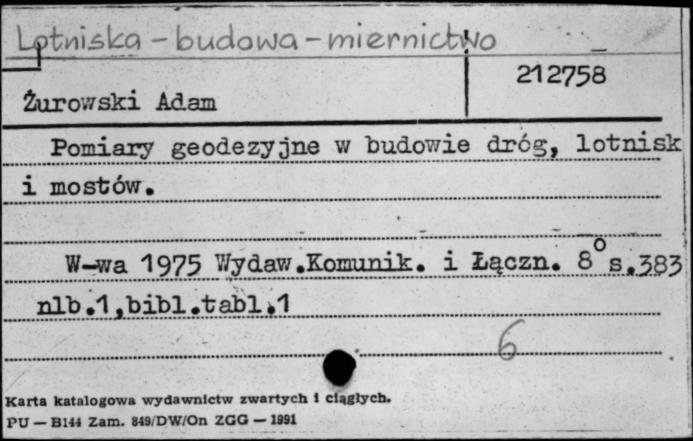 Lotniska - budowa - miernictwo
212758
Żurowski Adam
Pomiary geodezyjne w budowie dróg, lotnisk
i mostów.
W-wa 1975 Wydaw.Komunik. i Łączn. 8° s.383
nlb.1,bibl.tabl.1
6
Karta katalogowa wydawnictw zwartych i ciągłych.
PU — B144 Zam. 849/DW/On ZGG — 1991